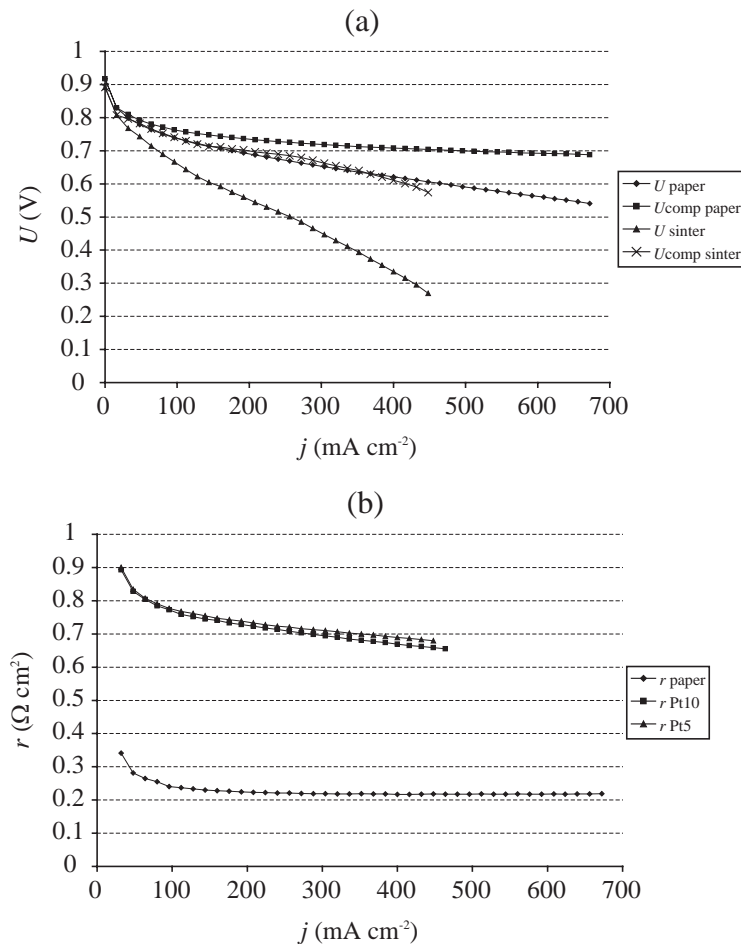 (a)
1
0.9
0.8
0.7
0.6
0.5
0.4
0.3
0.2
0.1
0
U (V)
0 100 200 300 400 500 600 700
j (mA cm-2)
U paper
Ucomp paper
U sinter
Ucomp sinter
(b)
1
0.9
0.8
0.7
0.6
0.5
0.4
0.3
0.2
0.1
0
r (Ω cm2)
0 100 200 300 400 500 600 700
j (mA cm-2)
r paper
r Pt10
r Pt5